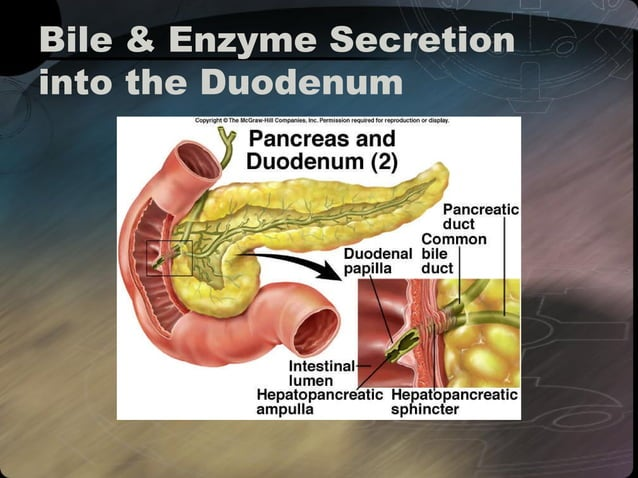 Bile & Enzyme Secretion
into the Duodenum
Copyright © The McGraw-Hill Companies, Inc. Permission required for reproduction or display.
Pancreas and
Duodenum (2)
Pancreatic
duct
Common
bile
duct
Duodenal
papilla
Intestinal
lumen
Hepatopancreatic
ampulla
Hepatopancreatic
sphincter